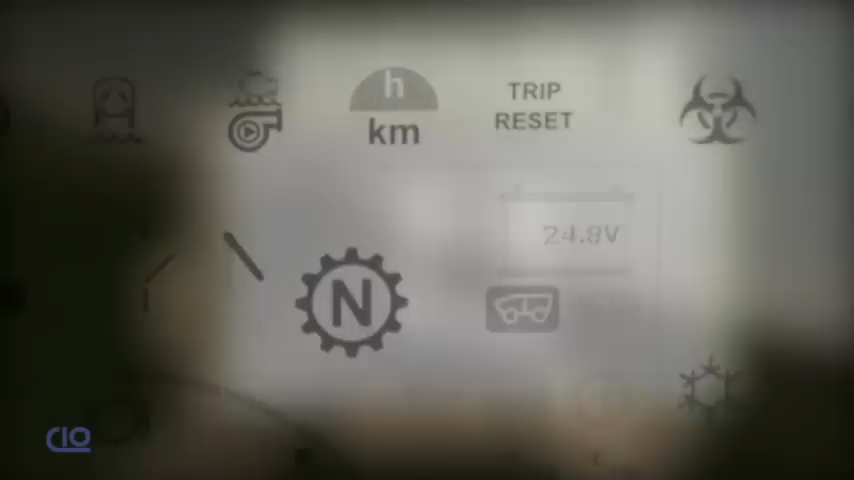 h
km
TRIP
RESET
24.8V
N
CIO